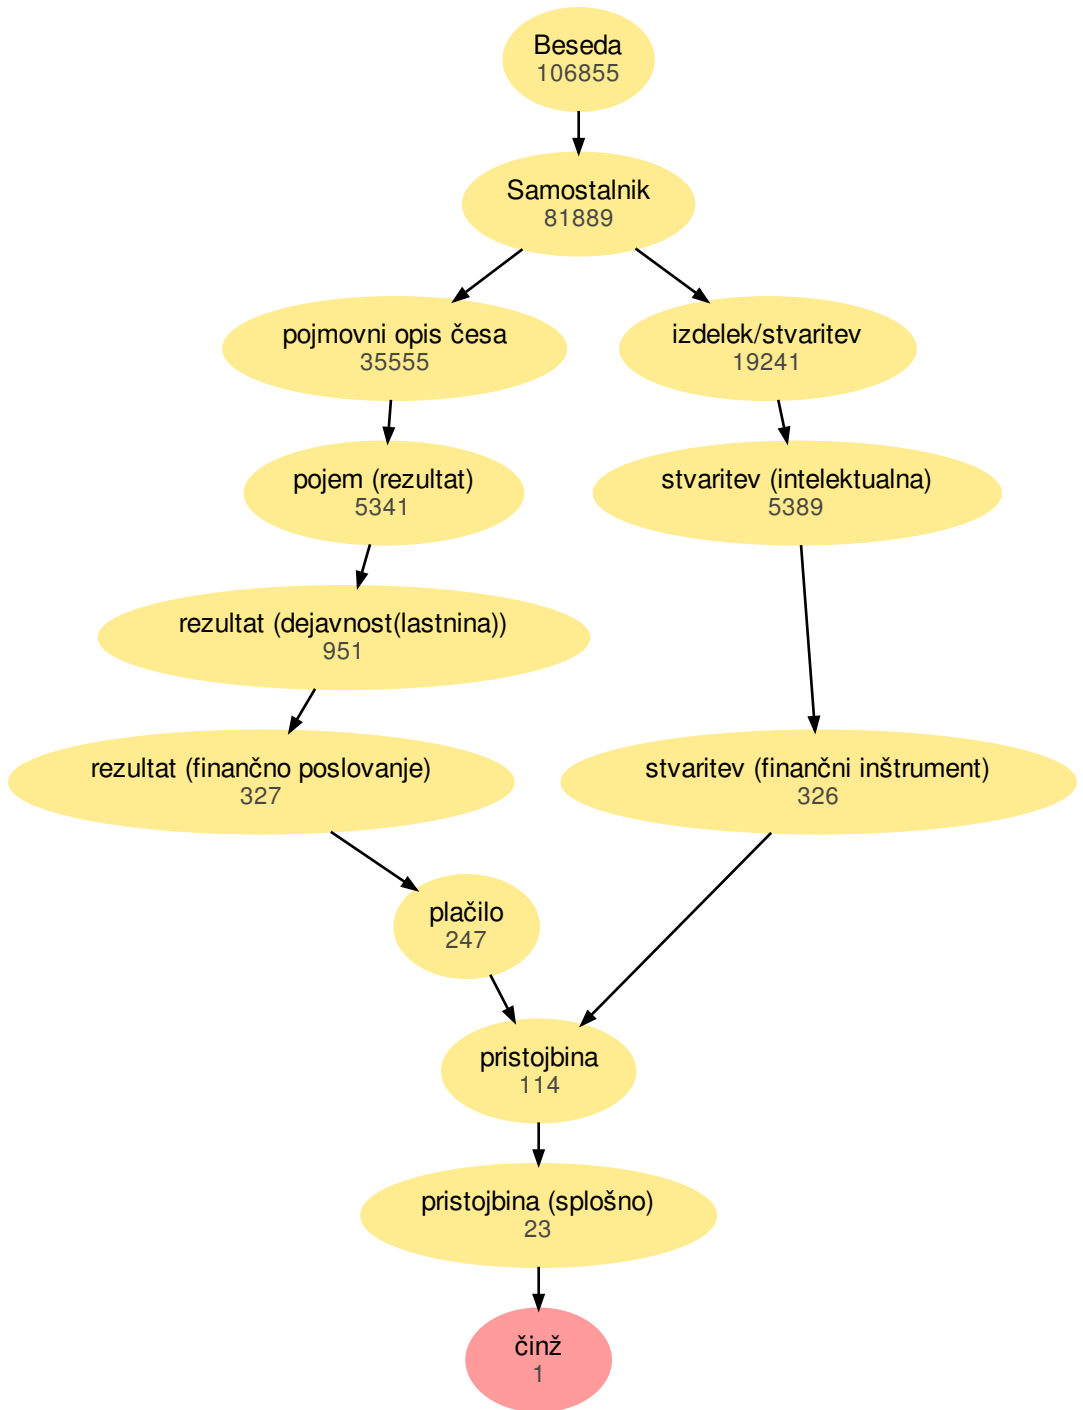 Beseda
106855
Samostalnik
81889
pojmovni opis česa
35555
izdelek/stvaritev
19241
pojem (rezultat)
5341
stvaritev (intelektualna)
5389
rezultat (dejavnost(lastnina))
951
rezultat (finančno poslovanje)
327
stvaritev (finančni inštrument)
326
plačilo
247
pristojbina
114
pristojbina (splošno)
23
činž
1